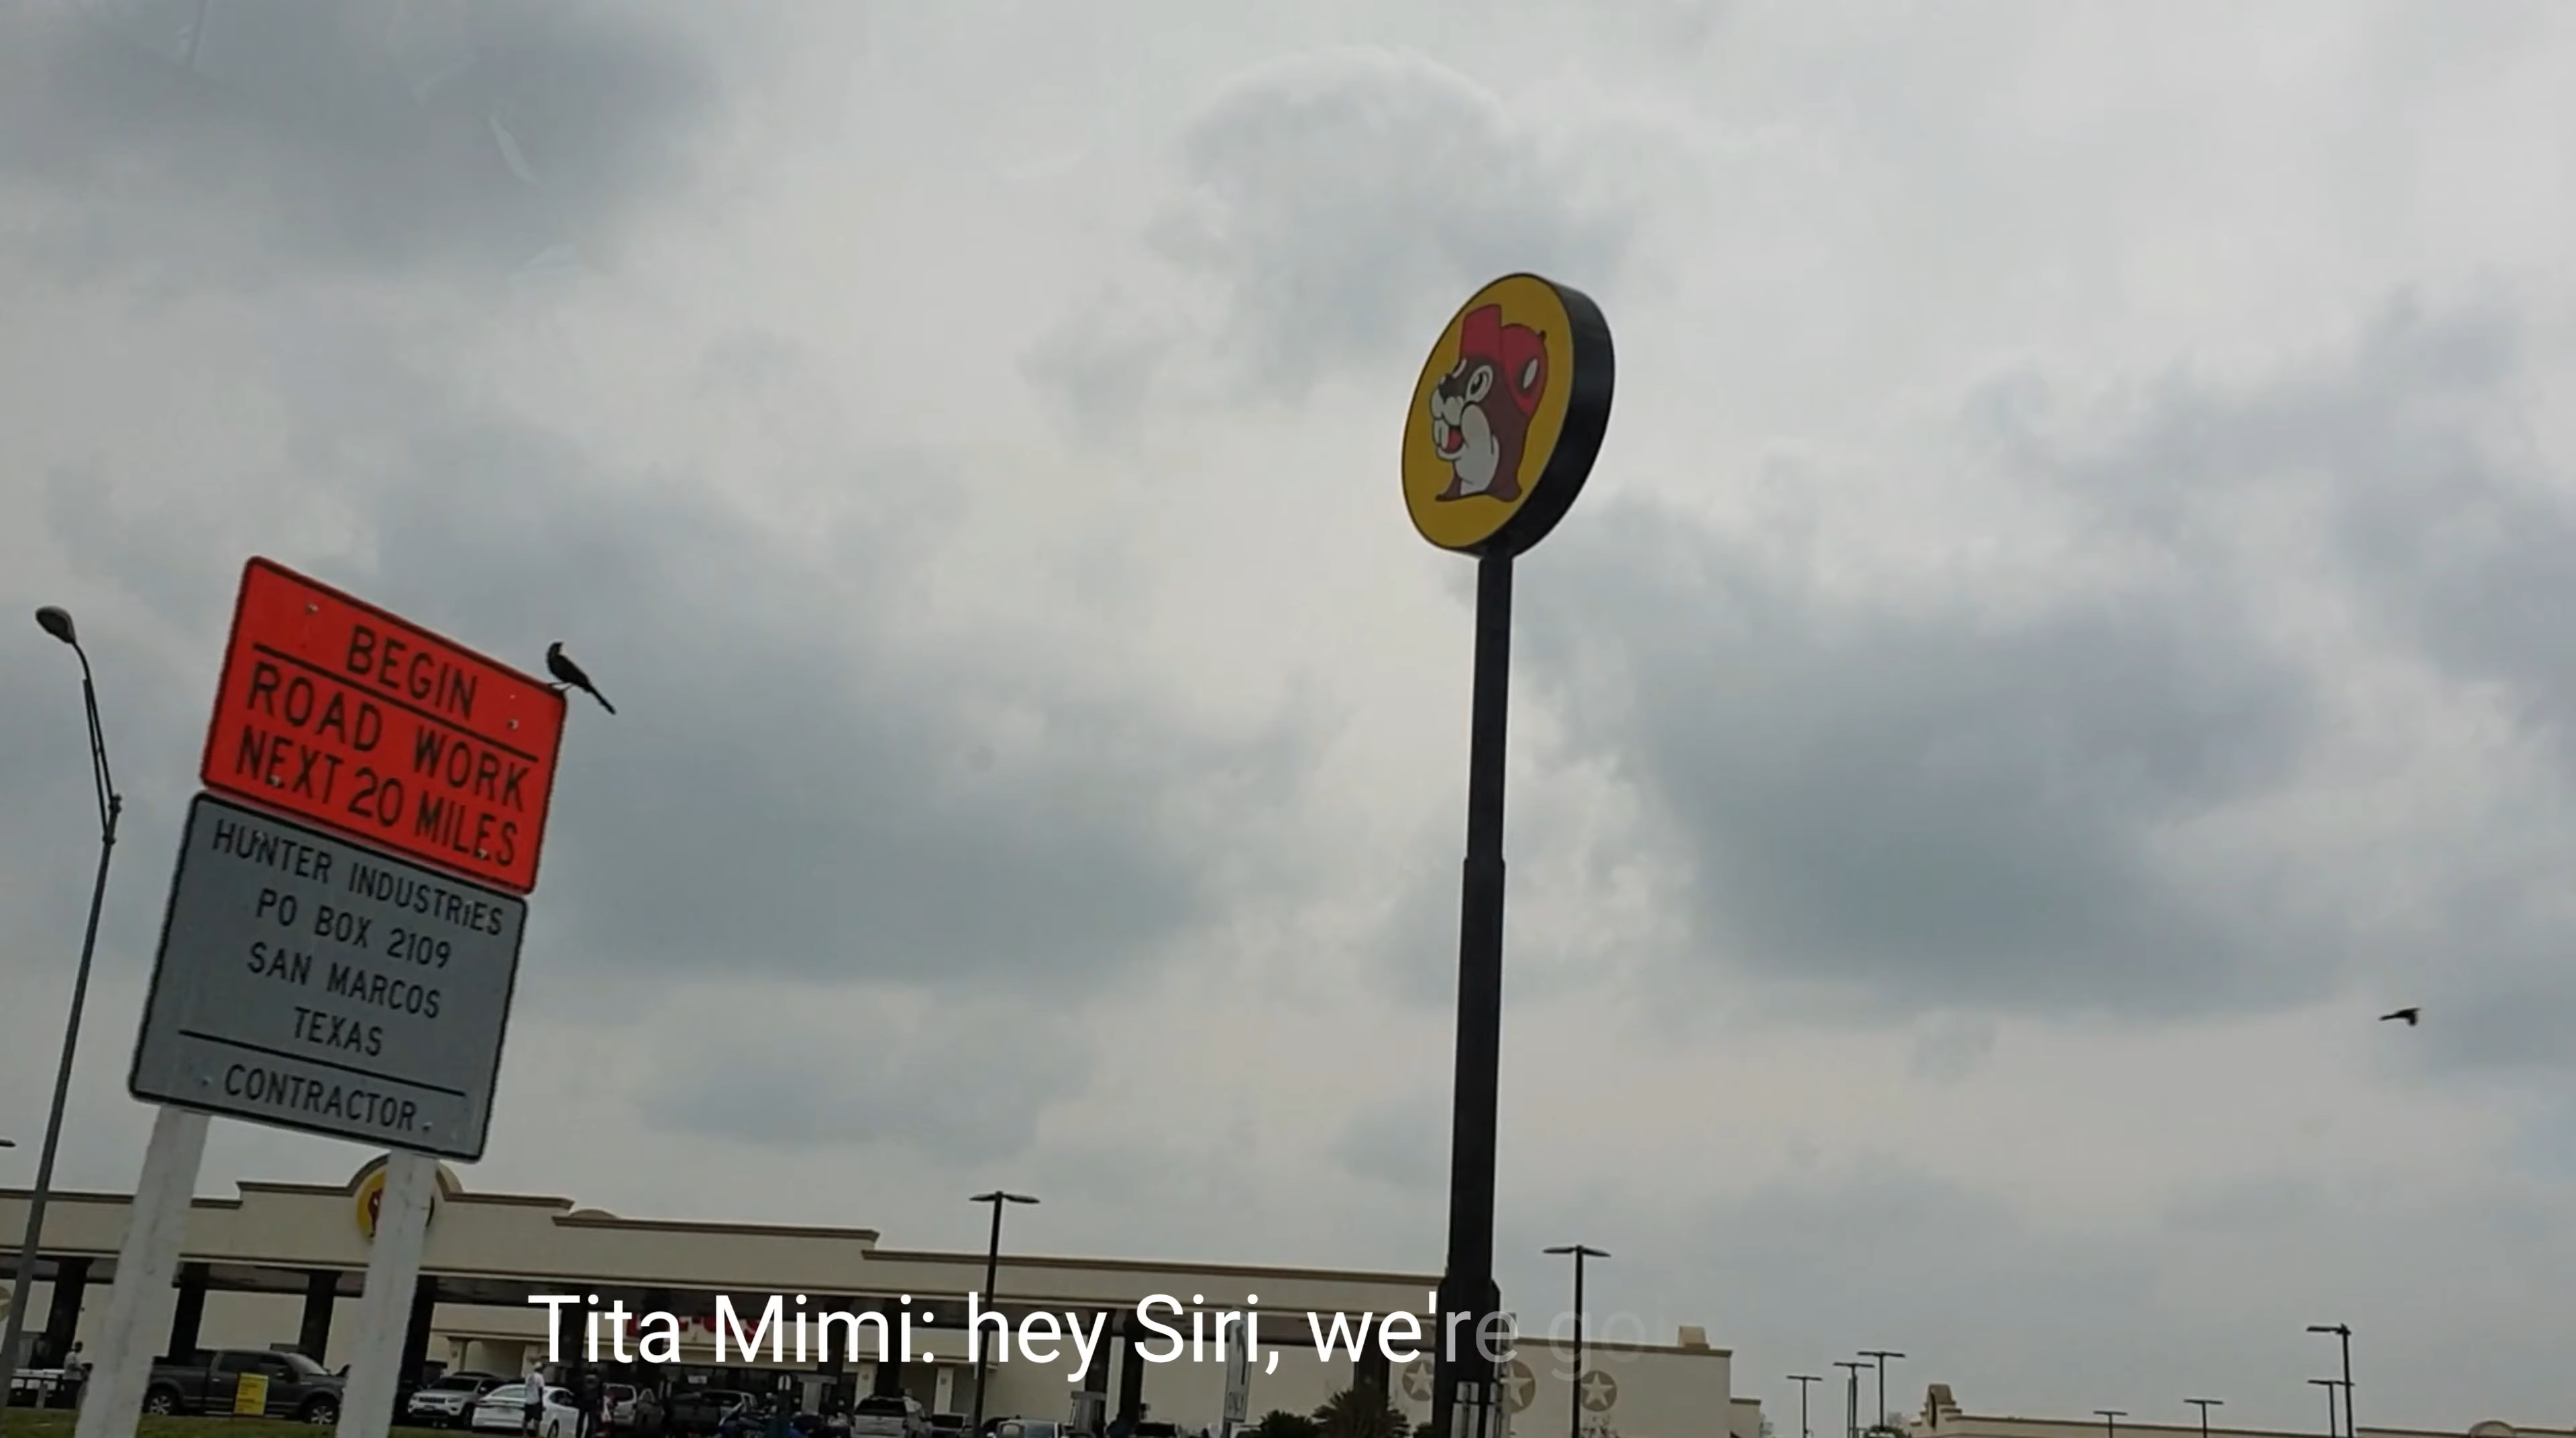 BEGIN
ROAD WORK
NEXT 20 MILES
HUNTER INDUSTRIES
PO BOX 2109
SAN MARCOS
TEXAS
CONTRACTOR
Tita Mimi: hey Siri, we're go